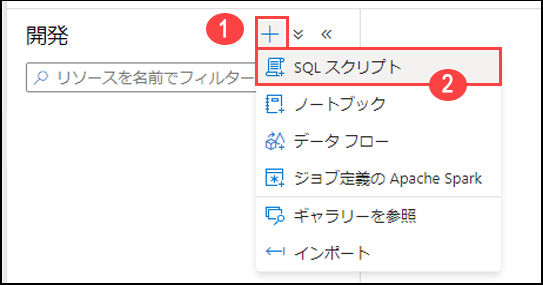 開発
1
リソースを名前でフィルター
SQL スクリプト
2
ノートブック
データ フロー
ジョブ定義の Apache Spark
ギャラリーを参照
インポート